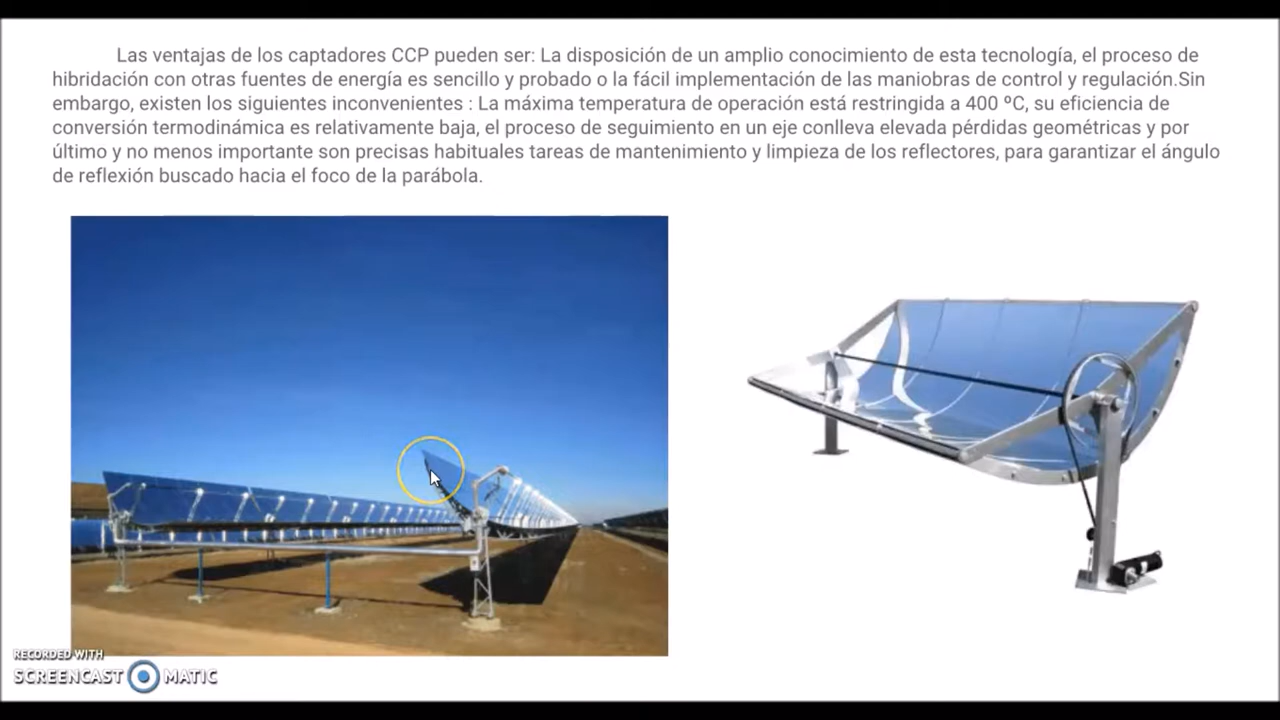 Las ventajas de los captadores CCP pueden ser: La disposición de un amplio conocimiento de esta tecnología, el proceso de
hibridación con otras fuentes de energía es sencillo y probado o la fácil implementación de las maniobras de control y regulación.Sin
embargo, existen los siguientes inconvenientes : La máxima temperatura de operación está restringida a 400 ºC, su eficiencia de
conversión termodinámica es relativamente baja, el proceso de seguimiento en un eje conlleva elevada pérdidas geométricas y por
último y no menos importante son precisas habituales tareas de mantenimiento y limpieza de los reflectores, para garantizar el ángulo
de reflexión buscado hacia el foco de la parábola.
RECORDED WITH
SCREENCAST MATIC